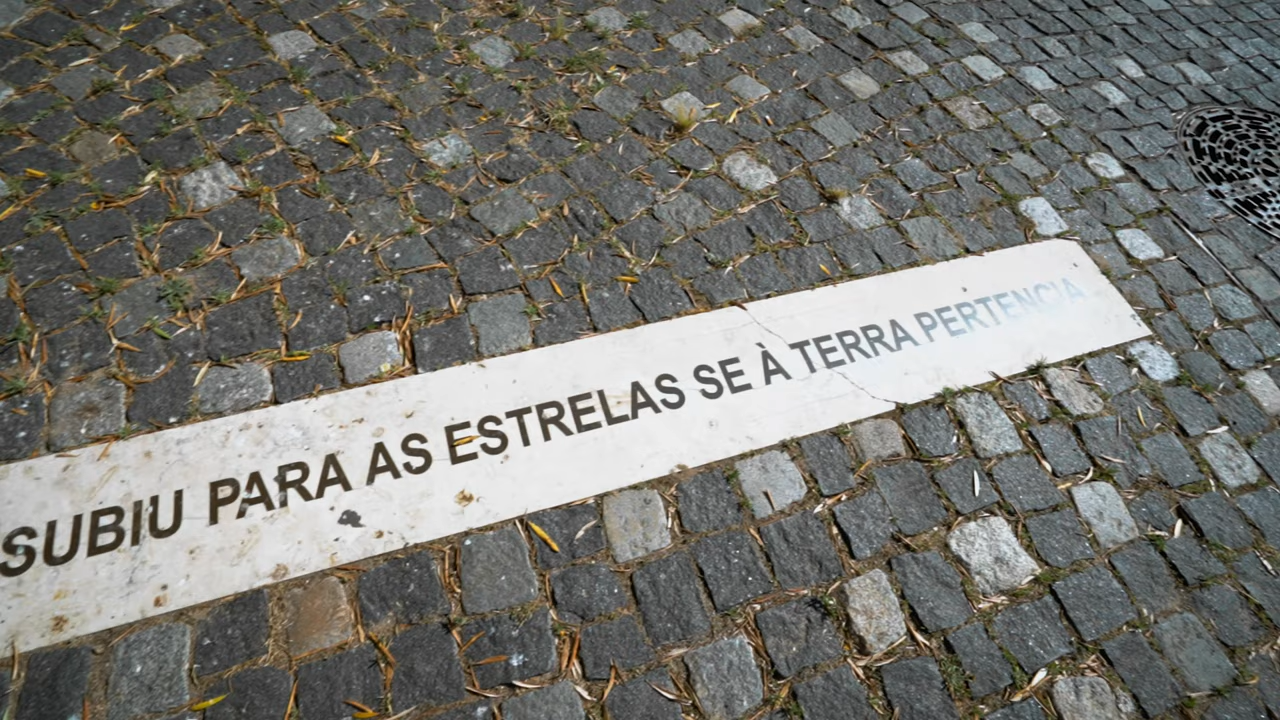 SUBIU PARA AS ESTRELAS SE À TERRA PERTENCIA